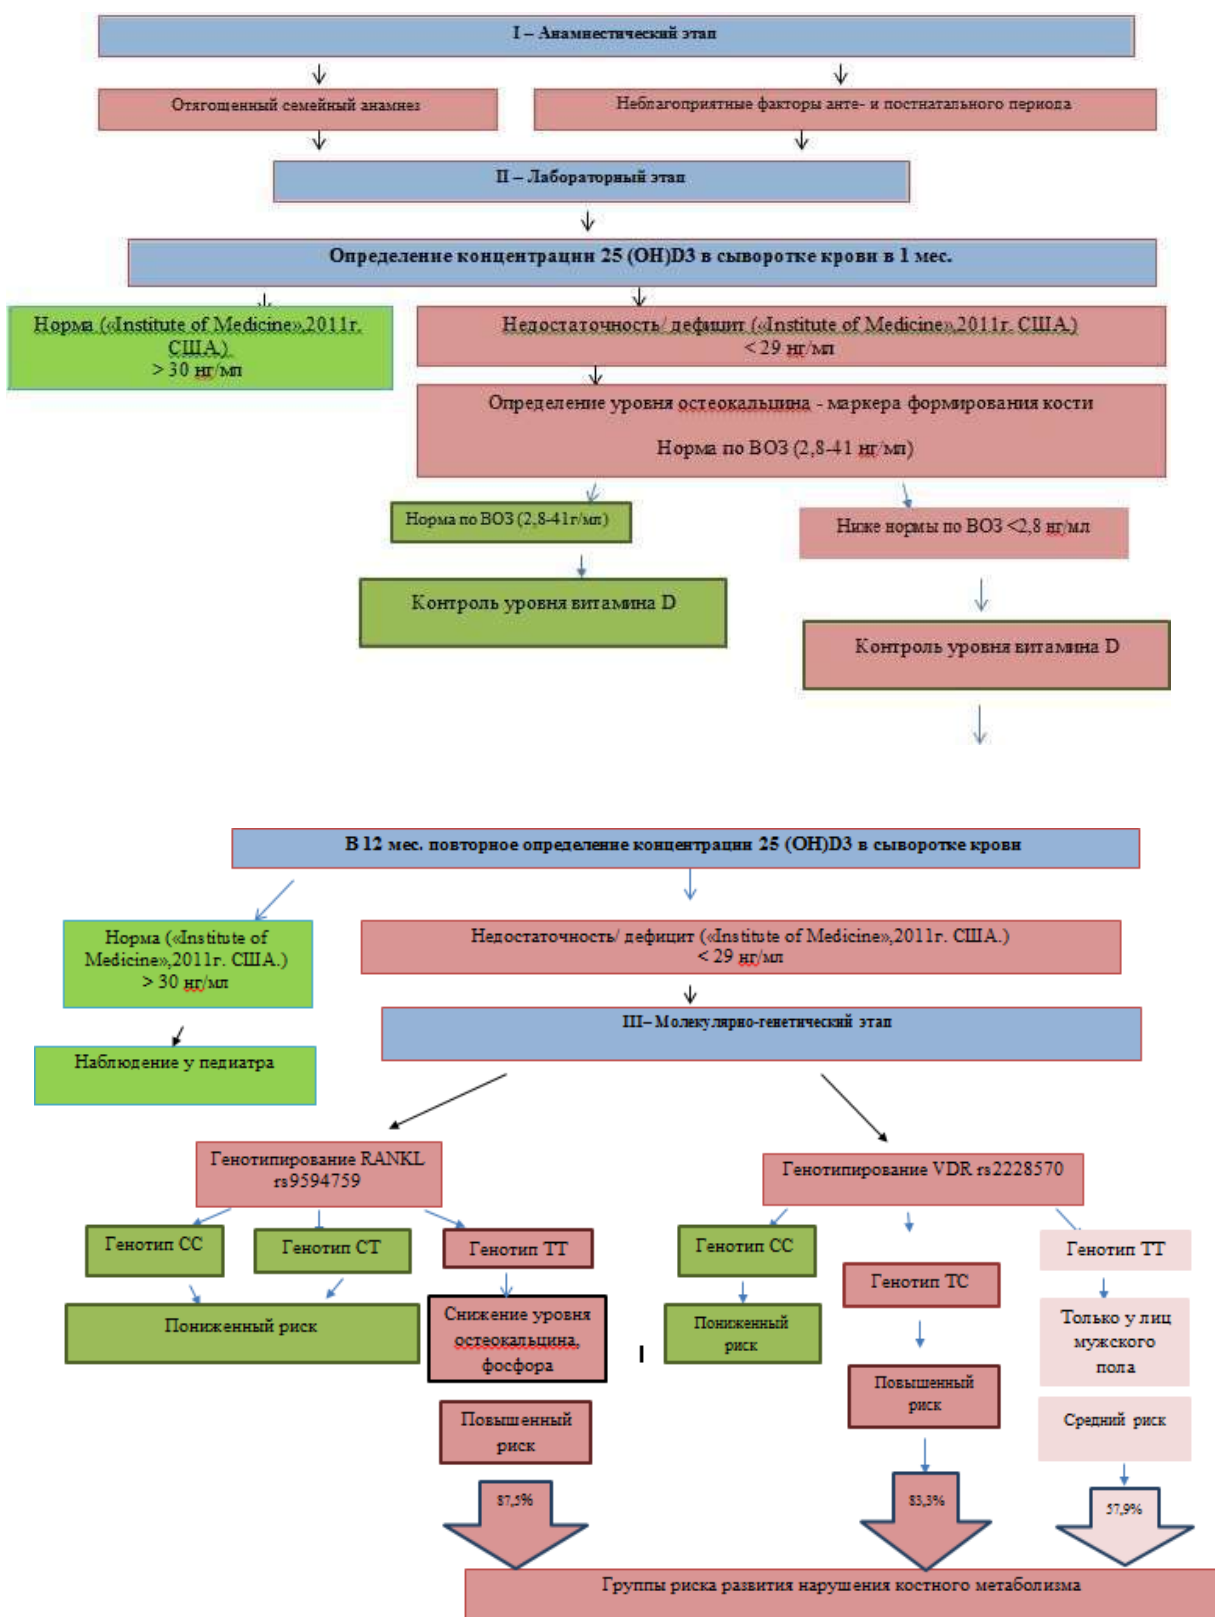 I – Анамнестический этап
Отягощенный семейный анамнез
Неблагоприятные факторы анте- и постнатального периода
II – Лабораторный этап
Определение концентрации 25 (OH)D3 в сыворотке крови в 1 мес.
Норма («Institute of Medicine»,2011г.
США.)
> 30 нг/мл
Недостаточность/ дефицит («Institute of Medicine»,2011г. США.)
< 29 нг/мл
Определение уровня остеокальцина - маркера формирования кости
Норма по ВОЗ (2,8-41 нг/мл)
Норма по ВОЗ (2,8-41г/мл)
Ниже нормы по ВОЗ <2,8 нг/мл
Контроль уровня витамина D
Контроль уровня витамина D
В 12 мес. повторное определение концентрации 25 (OH)D3 в сыворотке крови
Норма («Institute of
Medicine»,2011г. США.)
> 30 нг/мл
Недостаточность/ дефицит («Institute of Medicine»,2011г. США.)
< 29 нг/мл
Наблюдение у педиатра
III– Молекулярно-генетический этап
Генотипирование RANKL
rs9594759
Генотипирование VDR rs2228570
Генотип СС
Генотип СТ
Генотип ТТ
Генотип СС
Генотип ТС
Генотип ТТ
Пониженный риск
Снижение уровня
остеокальцина,
фосфора
Пониженный
риск
Только у лиц
мужского
пола
Повышенный
риск
Повышенный
риск
Средний риск
87,5%
83,3%
57,9%
Группы риска развития нарушения костного метаболизма